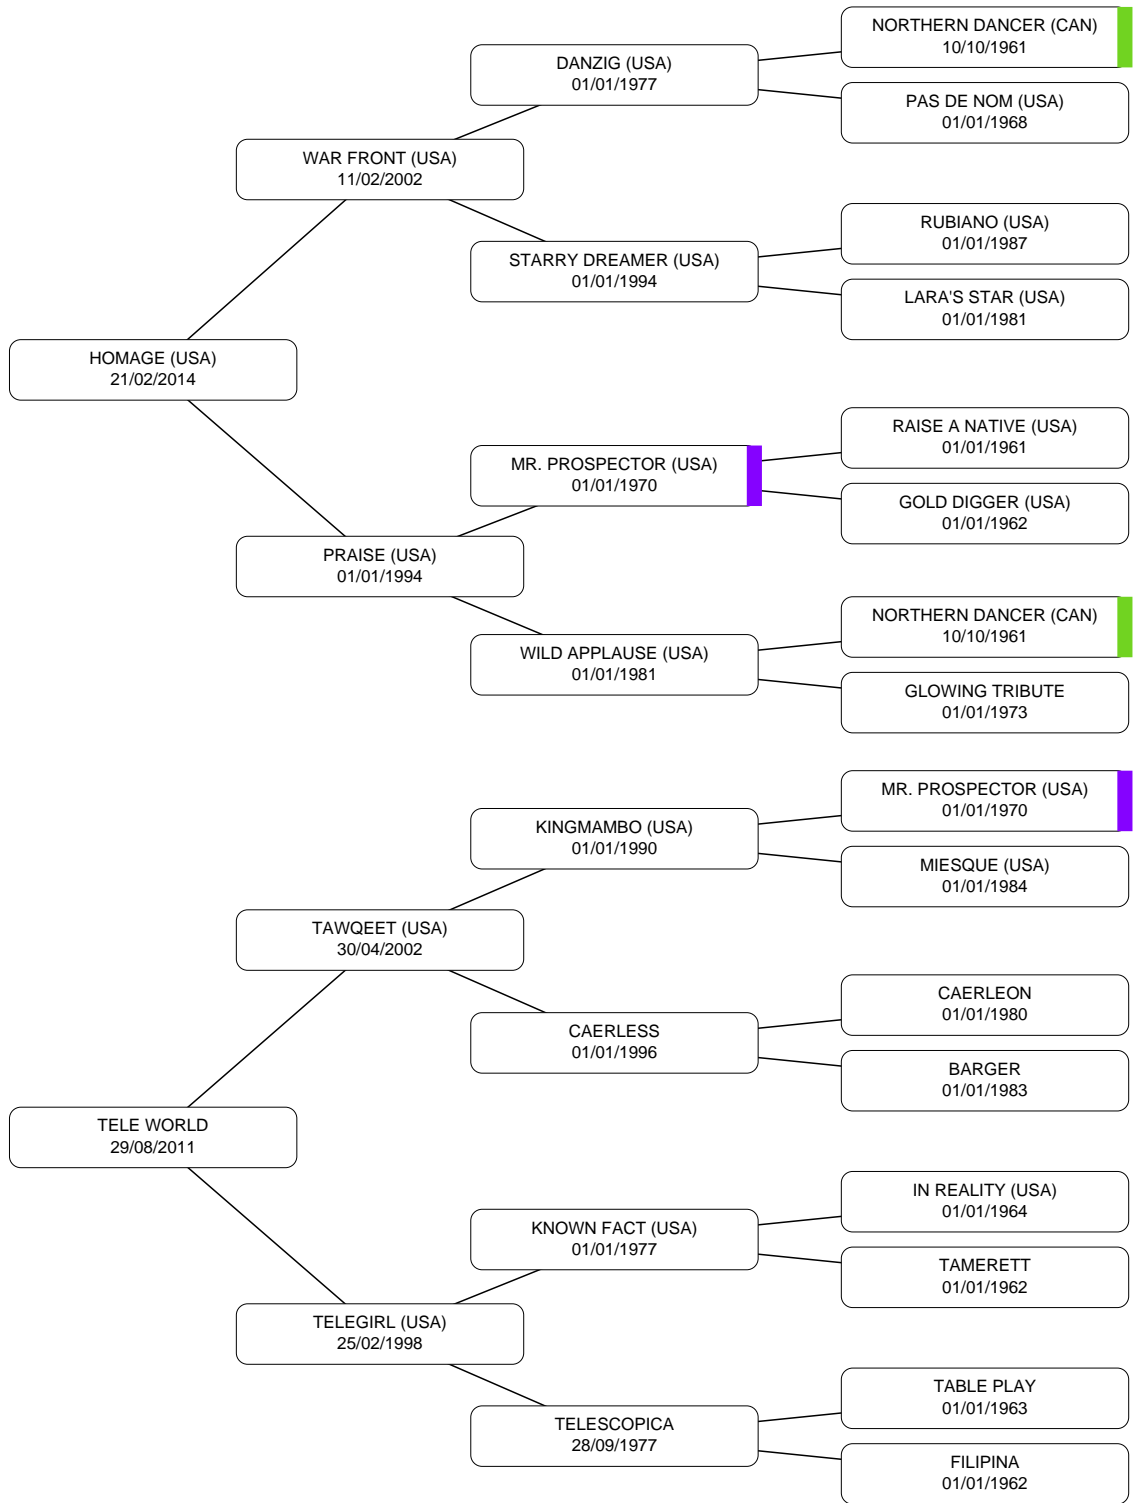 NORTHERN DANCER (CAN)
10/10/1961
DANZIG (USA)
01/01/1977
PAS DE NOM (USA)
01/01/1968
WAR FRONT (USA)
11/02/2002
RUBIANO (USA)
01/01/1987
STARRY DREAMER (USA)
01/01/1994
LARA'S STAR (USA)
01/01/1981
HOMAGE (USA)
21/02/2014
RAISE A NATIVE (USA)
01/01/1961
MR. PROSPECTOR (USA)
01/01/1970
GOLD DIGGER (USA)
01/01/1962
PRAISE (USA)
01/01/1994
NORTHERN DANCER (CAN)
10/10/1961
WILD APPLAUSE (USA)
01/01/1981
GLOWING TRIBUTE
01/01/1973
MR. PROSPECTOR (USA)
01/01/1970
KINGMAMBO (USA)
01/01/1990
MIESQUE (USA)
01/01/1984
TAWQEET (USA)
30/04/2002
CAERLEON
01/01/1980
CAERLESS
01/01/1996
BARGER
01/01/1983
TELE WORLD
29/08/2011
IN REALITY (USA)
01/01/1964
KNOWN FACT (USA)
01/01/1977
TAMERETT
01/01/1962
TELEGIRL (USA)
25/02/1998
TABLE PLAY
01/01/1963
TELESCOPICA
28/09/1977
FILIPINA
01/01/1962